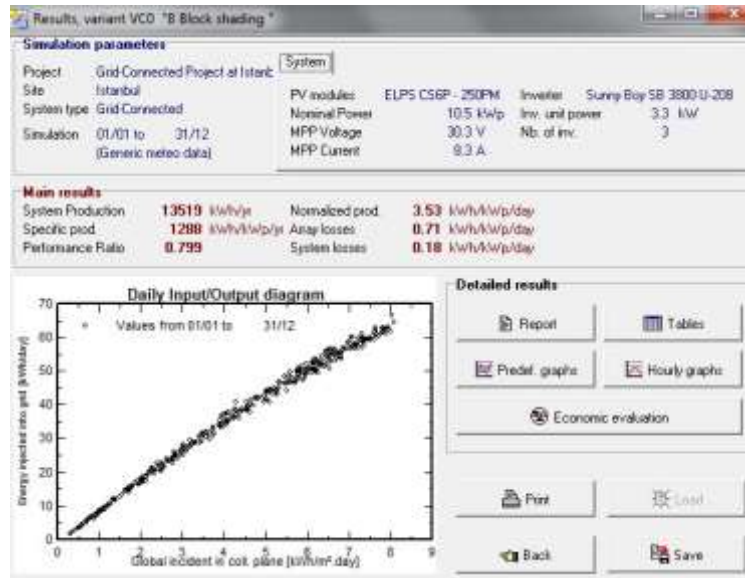 Results, variant VC0 "B Block shading "
Simulation parameters
Project Grid-Connected Project at Istanb
Site Istanbul
System type Grid-Connected
Simulation 01/01 to 31/12
(Generic meteo data)
System
PV modules ELPS CS6P - 250PM Inverter Sunny Boy SB 3800 U-208
Nominal Power 10.5 kWp Inv. unit power 3.3 kW
MPP Voltage 30.3 V Nb. of inv. 3
MPP Current 8.3 A
Main results
System Production 13519 kWh/yr Normalized prod. 3.53 kWh/kWp/day
Specific prod. 1288 kWh/kWp/yr Array losses 0.71 kWh/kWp/day
Performance Ratio 0.799 System losses 0.18 kWh/kWp/day
Daily Input/Output diagram
Values from 01/01 to 31/12
Energy injected into grid [kWh/day]
70
60
50
40
30
20
10
0
0 1 2 3 4 5 6 7 8 9
Global incident in coll. plane [kWh/m².day]
Detailed results
Report Tables
Predef. graphs Hourly graphs
Economic evaluation
Print Load
Back Save